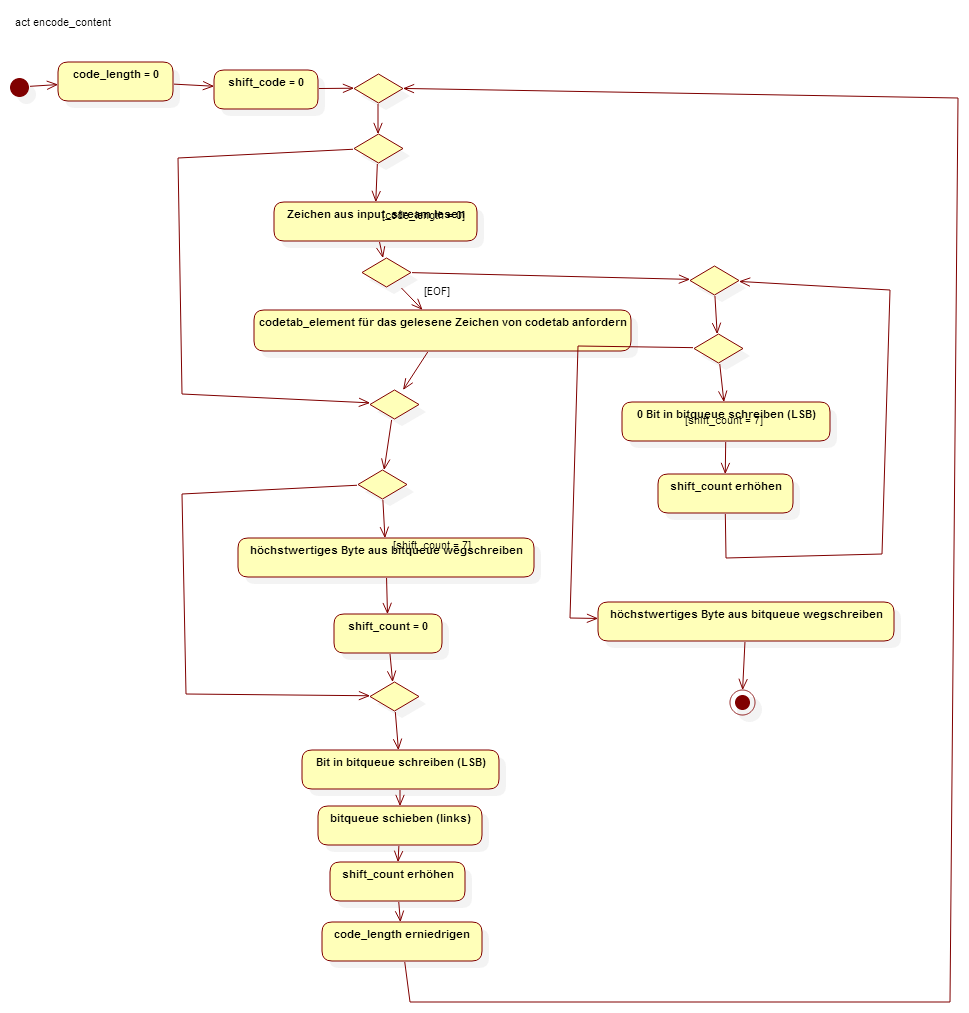 act encode_content
code_length = 0
shift_code = 0
Zeichen aus input_stream lesen
[code_length = 0]
[EOF]
codetab_element für das gelesene Zeichen von codetab anfordern
0 Bit in bitqueue schreiben (LSB)
[shift_count = 7]
shift_count erhöhen
[shift_count = 7]
höchstwertiges Byte aus bitqueue wegschreiben
höchstwertiges Byte aus bitqueue wegschreiben
shift_count = 0
Bit in bitqueue schreiben (LSB)
bitqueue schieben (links)
shift_count erhöhen
code_length erniedrigen